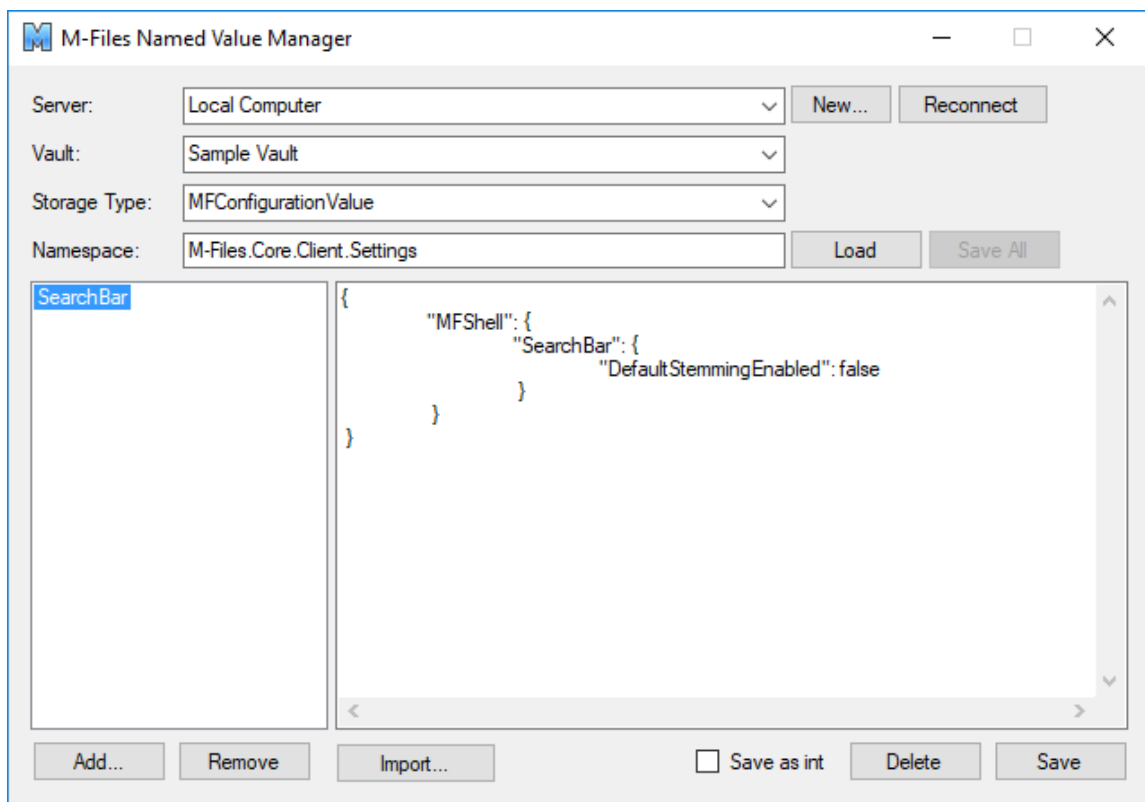 M-Files Named Value Manager
Server: Local Computer New... Reconnect
Vault: Sample Vault
Storage Type: MFConfigurationValue
Namespace: M-Files.Core.Client.Settings Load Save All
SearchBar
{
"MFShell": {
"SearchBar": {
"DefaultStemmingEnabled": false
}
}
}
Add... Remove Import... Save as int Delete Save